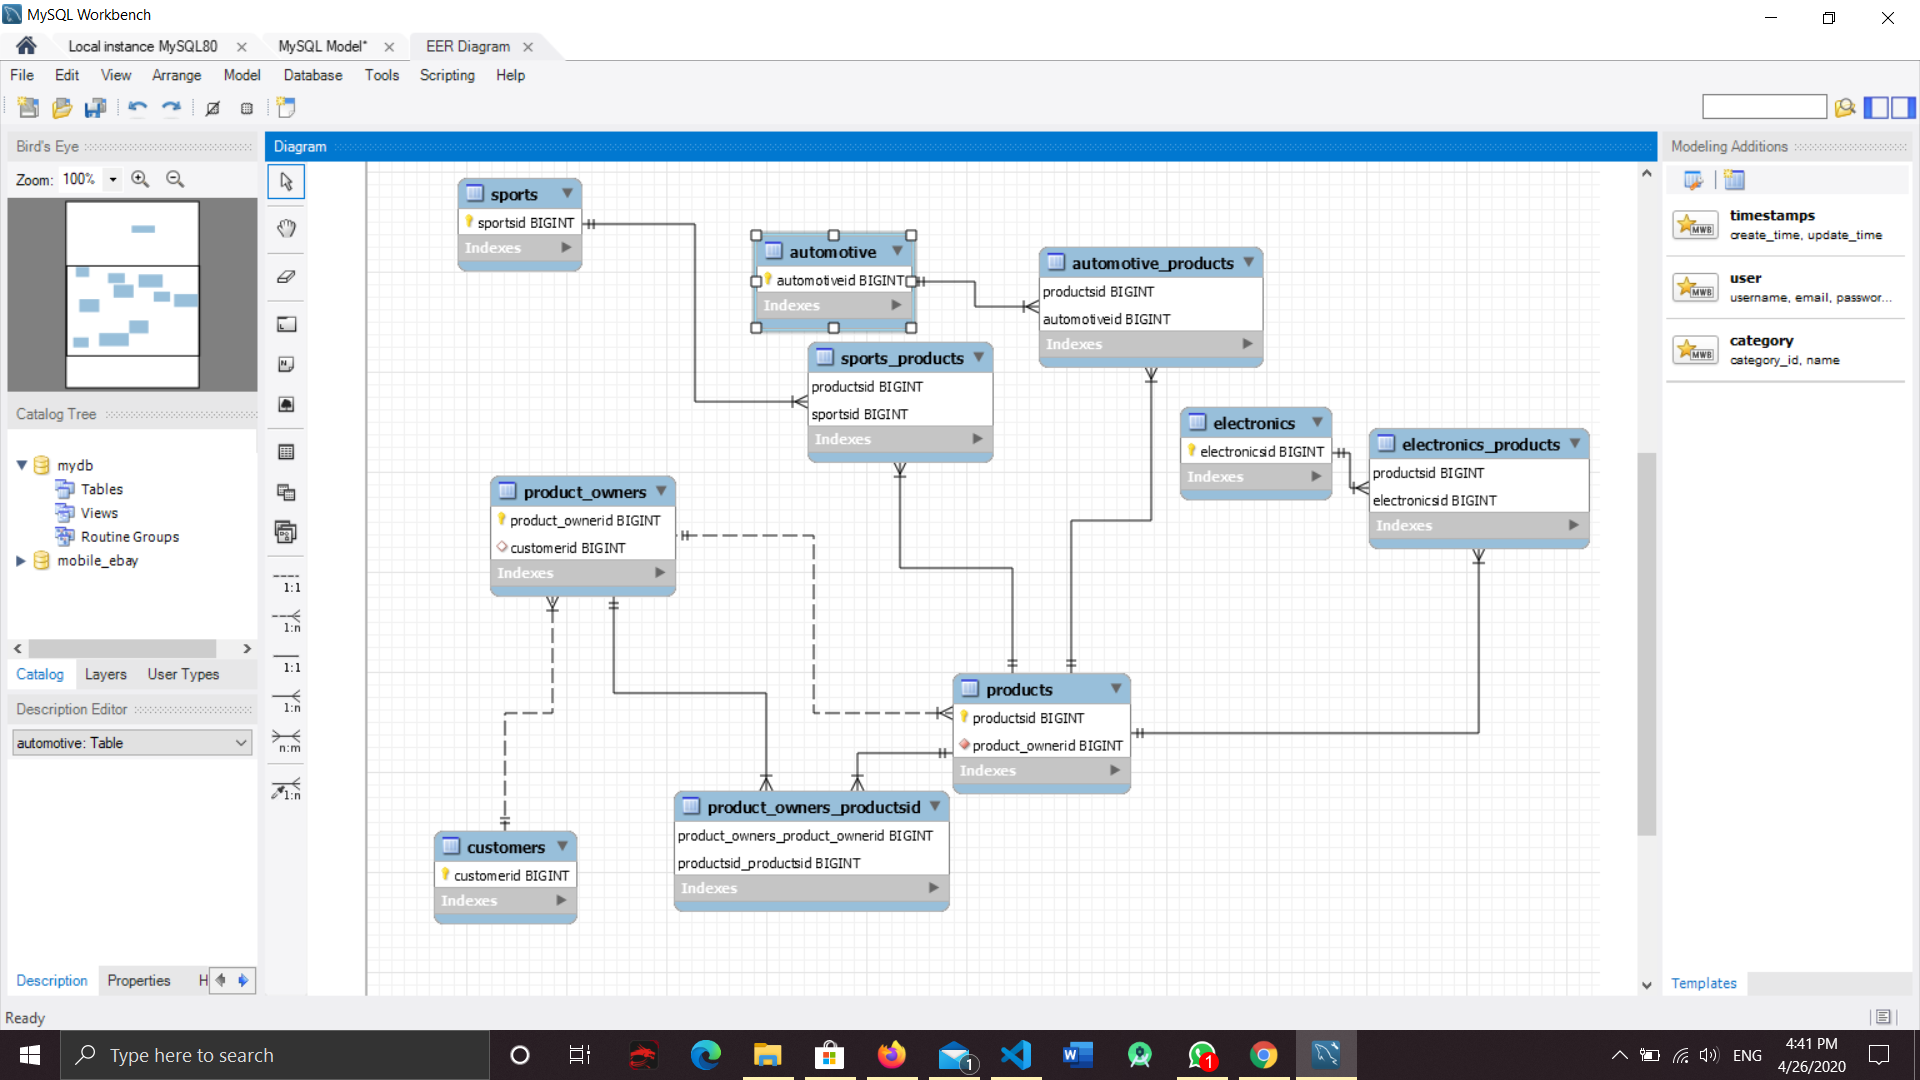 MySQL Workbench
Local instance MySQL80
MySQL Model*
EER Diagram
File Edit View Arrange Model Database Tools Scripting Help
Bird's Eye
Zoom: 100%
Catalog Tree
mydb
Tables
Views
Routine Groups
mobile_ebay
Catalog Layers User Types
Description Editor
automotive: Table
Description Properties H
Ready
Diagram
1:1
1:n
1:1
1:n
n:m
1:n
sports
sportsid BIGINT
Indexes
automotive
automotiveid BIGINT
Indexes
automotive_products
productsid BIGINT
automotiveid BIGINT
Indexes
sports_products
productsid BIGINT
sportsid BIGINT
Indexes
electronics
electronicsid BIGINT
Indexes
electronics_products
productsid BIGINT
electronicsid BIGINT
Indexes
product_owners
product_ownerid BIGINT
customerid BIGINT
Indexes
products
productsid BIGINT
product_ownerid BIGINT
Indexes
product_owners_productsid
product_owners_product_ownerid BIGINT
productsid_productsid BIGINT
Indexes
customers
customerid BIGINT
Indexes
Modeling Additions
MWB
timestamps
create_time, update_time
MWB
user
username, email, passwor...
MWB
category
category_id, name
Templates
Type here to search
1
1
ENG
4:41 PM
4/26/2020